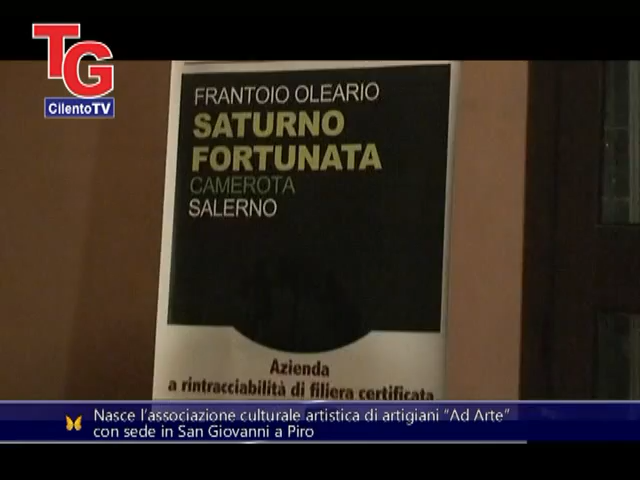 TG
CilentoTV
FRANTOIO OLEARIO
SATURNO
FORTUNATA
CAMEROTA
SALERNO
Azienda
a rintracciabilità di filiera certificata
Nasce l'associazione culturale artistica di artigiani "Ad Arte"
con sede in San Giovanni a Piro